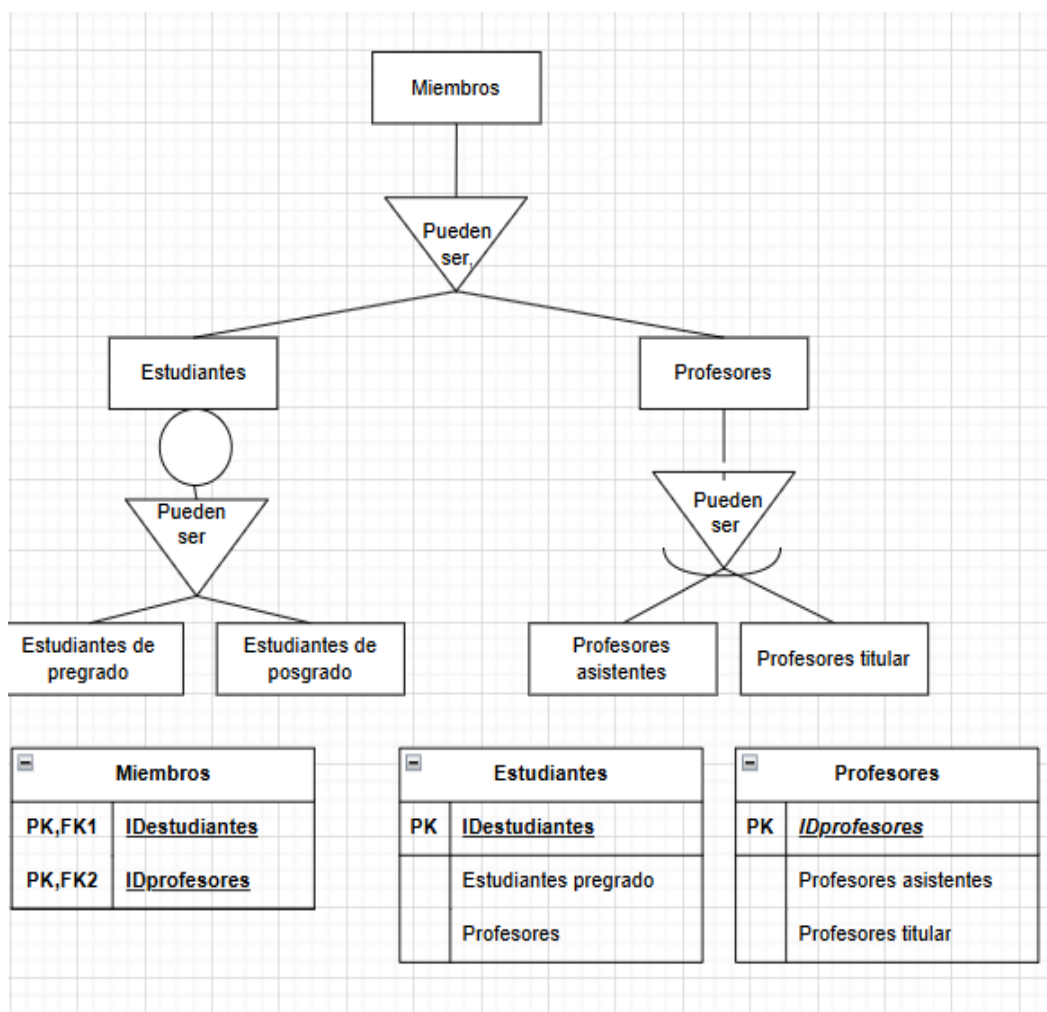 Miembros
Pueden
ser,
Estudiantes
Profesores
Pueden
ser
Pueden
ser
Estudiantes de
pregrado
Estudiantes de
posgrado
Profesores
asistentes
Profesores titular
Miembros
PK,FK1 IDestudiantes
PK,FK2 IDprofesores
Estudiantes
PK IDestudiantes
Estudiantes pregrado
Profesores
Profesores
PK IDprofesores
Profesores asistentes
Profesores titular